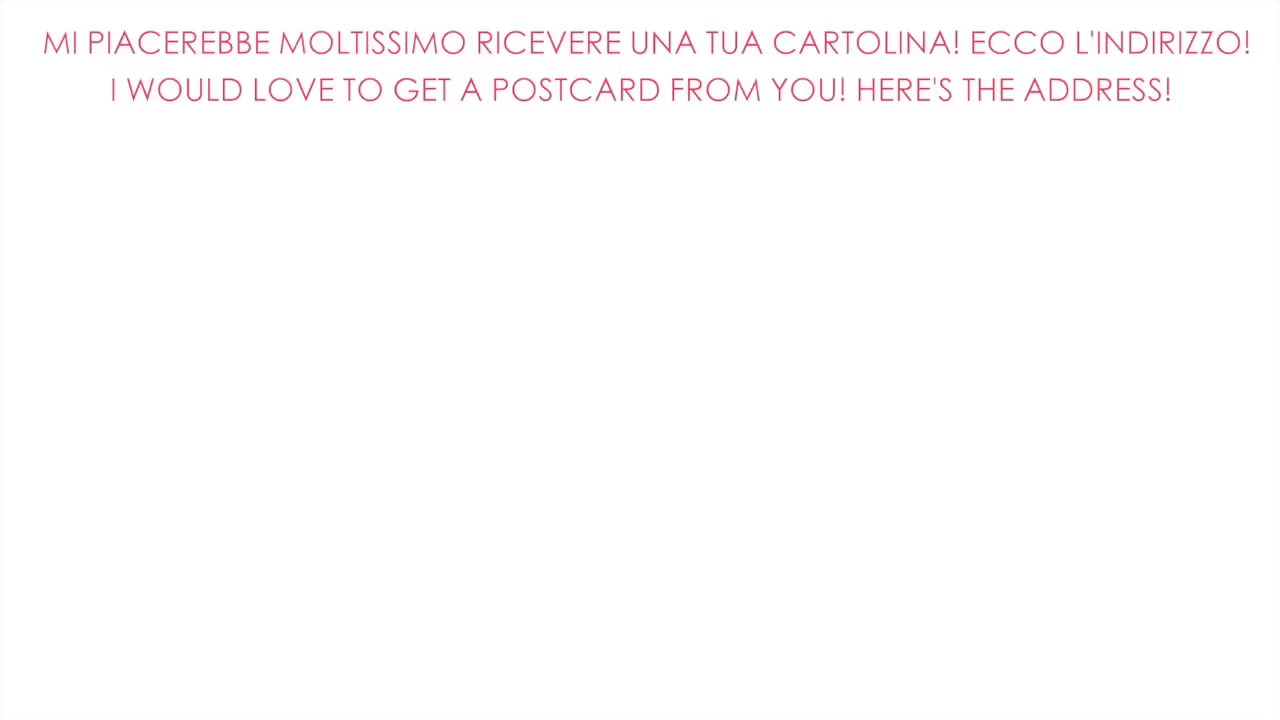 MI PIACEREBBE MOLTISSIMO RICEVERE UNA TUA CARTOLINA! ECCO L'INDIRIZZO!
I WOULD LOVE TO GET A POSTCARD FROM YOU! HERE'S THE ADDRESS!